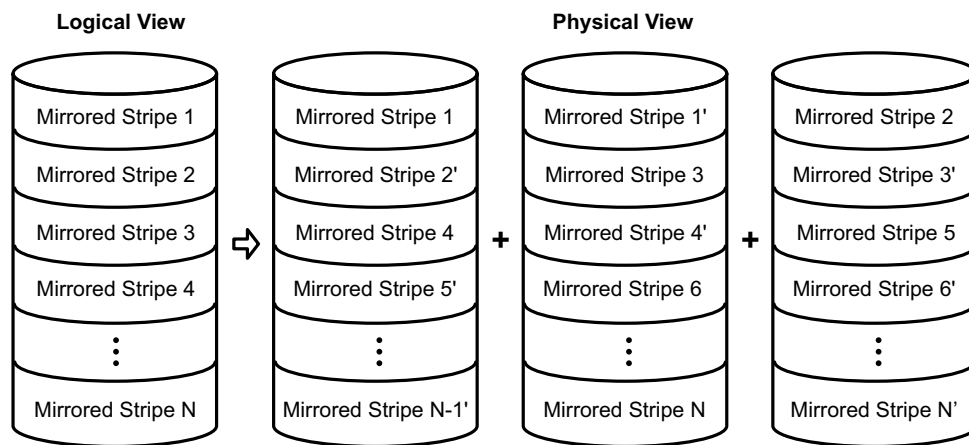 Logical View Physical View
Mirrored Stripe 1 Mirrored Stripe 1 Mirrored Stripe 1' Mirrored Stripe 2
Mirrored Stripe 2 Mirrored Stripe 2' Mirrored Stripe 3 Mirrored Stripe 3'
Mirrored Stripe 3 Mirrored Stripe 4 + Mirrored Stripe 4' + Mirrored Stripe 5
Mirrored Stripe 4 Mirrored Stripe 5' Mirrored Stripe 6 Mirrored Stripe 6'
Mirrored Stripe N Mirrored Stripe N-1' Mirrored Stripe N Mirrored Stripe N’